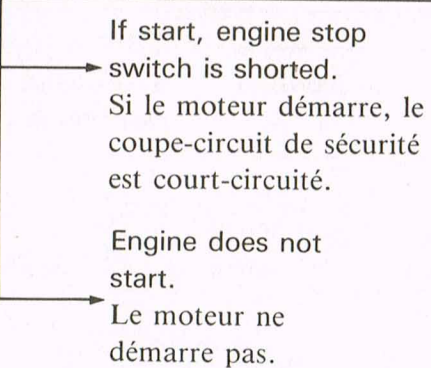 If start, engine stop
switch is shorted.
Si le moteur démarre, le
coupe-circuit de sécurité
est court-circuité.
Engine does not
start.
Le moteur ne
démarre pas.